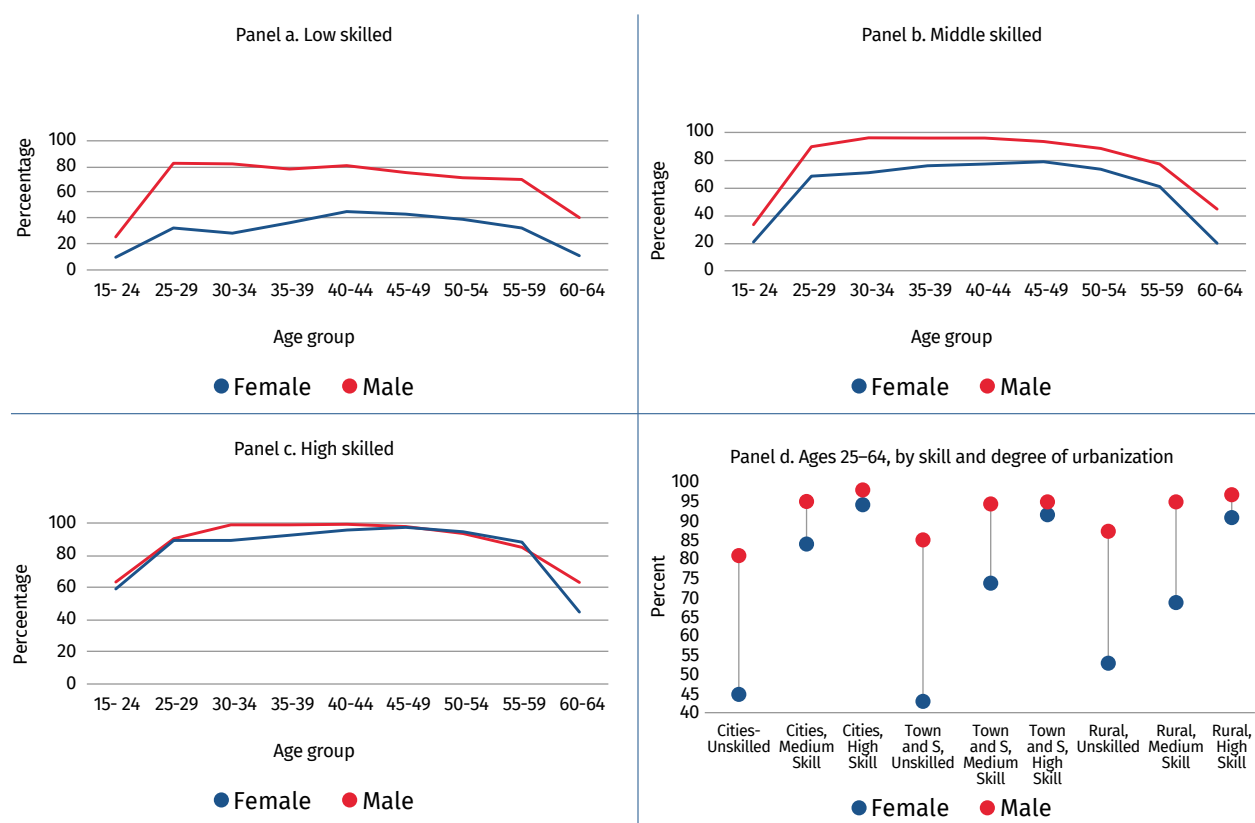 Panel a. Low skilled
Perceentage
100
80
60
40
20
0
15- 24 25-29 30-34 35-39 40-44 45-49 50-54 55-59 60-64
Age group
Female Male
Panel b. Middle skilled
Perceentage
100
80
60
40
20
0
15- 24 25-29 30-34 35-39 40-44 45-49 50-54 55-59 60-64
Age group
Female Male
Panel c. High skilled
Perceentage
100
80
60
40
20
0
15- 24 25-29 30-34 35-39 40-44 45-49 50-54 55-59 60-64
Age group
Female Male
Panel d. Ages 25–64, by skill and degree of urbanization
Percent
100
95
90
85
80
75
70
65
60
55
50
45
40
Cities-
Unskilled
Cities,
Medium
Skill
Cities,
High
Skill
Town
and S,
Unskilled
Town
and S,
Medium
Skill
Town
and S,
High Skill
Rural,
Unskilled
Rural,
Medium
Skill
Rural,
High
Skill
Female Male